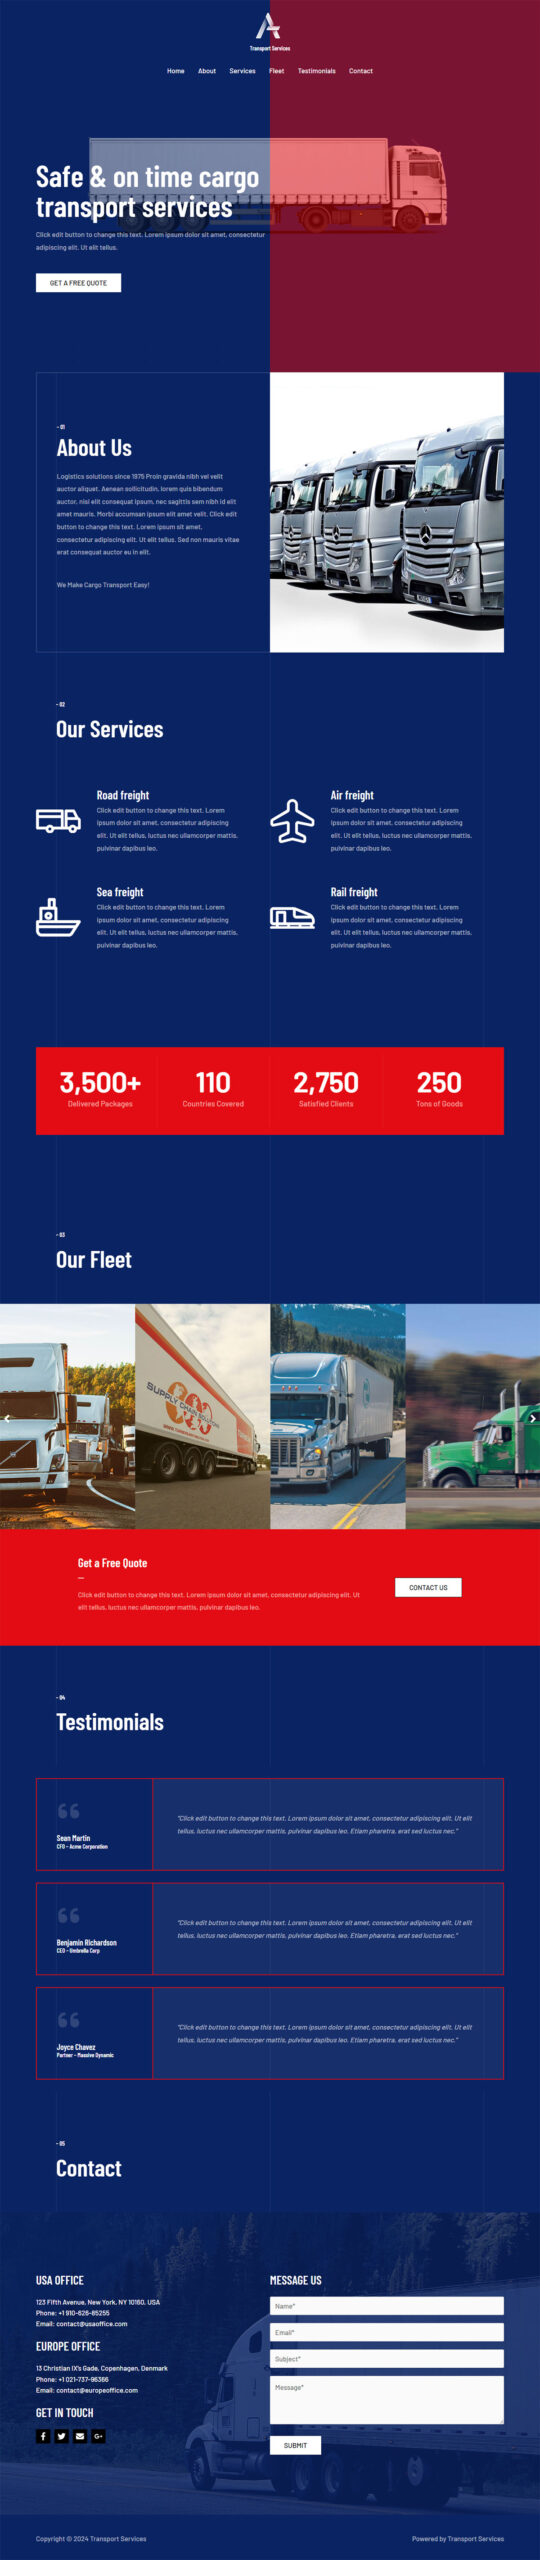 Transport Services
Home About Services Fleet Testimonials Contact
Safe & on time cargo
transport services
Click edit button to change this text. Lorem ipsum dolor sit amet, consectetur
adipiscing elit. Ut elit tellus.
GET A FREE QUOTE
- 01
About Us
Logistics solutions since 1975 Proin gravida nibh vel velit
auctor aliquet. Aenean sollicitudin, lorem quis bibendum
auctor, nisi elit consequat ipsum, nec sagittis sem nibh id elit
amet mauris. Morbi accumsan ipsum elit amet velit. Click edit
button to change this text. Lorem ipsum sit amet,
consectetur adipiscing elit. Ut elit tellus. Sed non mauris vitae
erat consequat auctor eu in elit.
We Make Cargo Transport Easy!
- 02
Our Services
Road freight
Click edit button to change this text. Lorem
ipsum dolor sit amet, consectetur adipiscing
elit. Ut elit tellus, luctus nec ullamcorper mattis,
pulvinar dapibus leo.
Air freight
Click edit button to change this text. Lorem
ipsum dolor sit amet, consectetur adipiscing
elit. Ut elit tellus, luctus nec ullamcorper mattis,
pulvinar dapibus leo.
Sea freight
Click edit button to change this text. Lorem
ipsum dolor sit amet, consectetur adipiscing
elit. Ut elit tellus, luctus nec ullamcorper mattis,
pulvinar dapibus leo.
Rail freight
Click edit button to change this text. Lorem
ipsum dolor sit amet, consectetur adipiscing
elit. Ut elit tellus, luctus nec ullamcorper mattis,
pulvinar dapibus leo.
3,500+
Delivered Packages
110
Countries Covered
2,750
Satisfied Clients
250
Tons of Goods
- 03
Our Fleet
SUPPLY CHAIN SOLUTIONS
Get a Free Quote
Click edit button to change this text. Lorem ipsum dolor sit amet, consectetur adipiscing elit. Ut
elit tellus, luctus nec ullamcorper mattis, pulvinar dapibus leo.
CONTACT US
- 04
Testimonials
Sean Martin
CFO - Acme Corporation
"Click edit button to change this text. Lorem ipsum dolor sit amet, consectetur adipiscing elit. Ut elit
tellus, luctus nec ullamcorper mattis, pulvinar dapibus leo. Etiam pharetra, erat sed luctus nec."
Benjamin Richardson
CEO - Umbrella Corp
"Click edit button to change this text. Lorem ipsum dolor sit amet, consectetur adipiscing elit. Ut elit
tellus, luctus nec ullamcorper mattis, pulvinar dapibus leo. Etiam pharetra, erat sed luctus nec."
Joyce Chavez
Partner - Massive Dynamic
"Click edit button to change this text. Lorem ipsum dolor sit amet, consectetur adipiscing elit. Ut elit
tellus, luctus nec ullamcorper mattis, pulvinar dapibus leo. Etiam pharetra, erat sed luctus nec."
- 05
Contact
USA OFFICE
123 Fifth Avenue, New York, NY 10160, USA
Phone: +1 910-626-85255
Email: contact@usaoffice.com
EUROPE OFFICE
13 Christian IX's Gade, Copenhagen, Denmark
Phone: +1 021-737-96366
Email: contact@europeoffice.com
GET IN TOUCH
MESSAGE US
Name*
Email*
Subject*
Message*
SUBMIT
Copyright © 2024 Transport Services
Powered by Transport Services